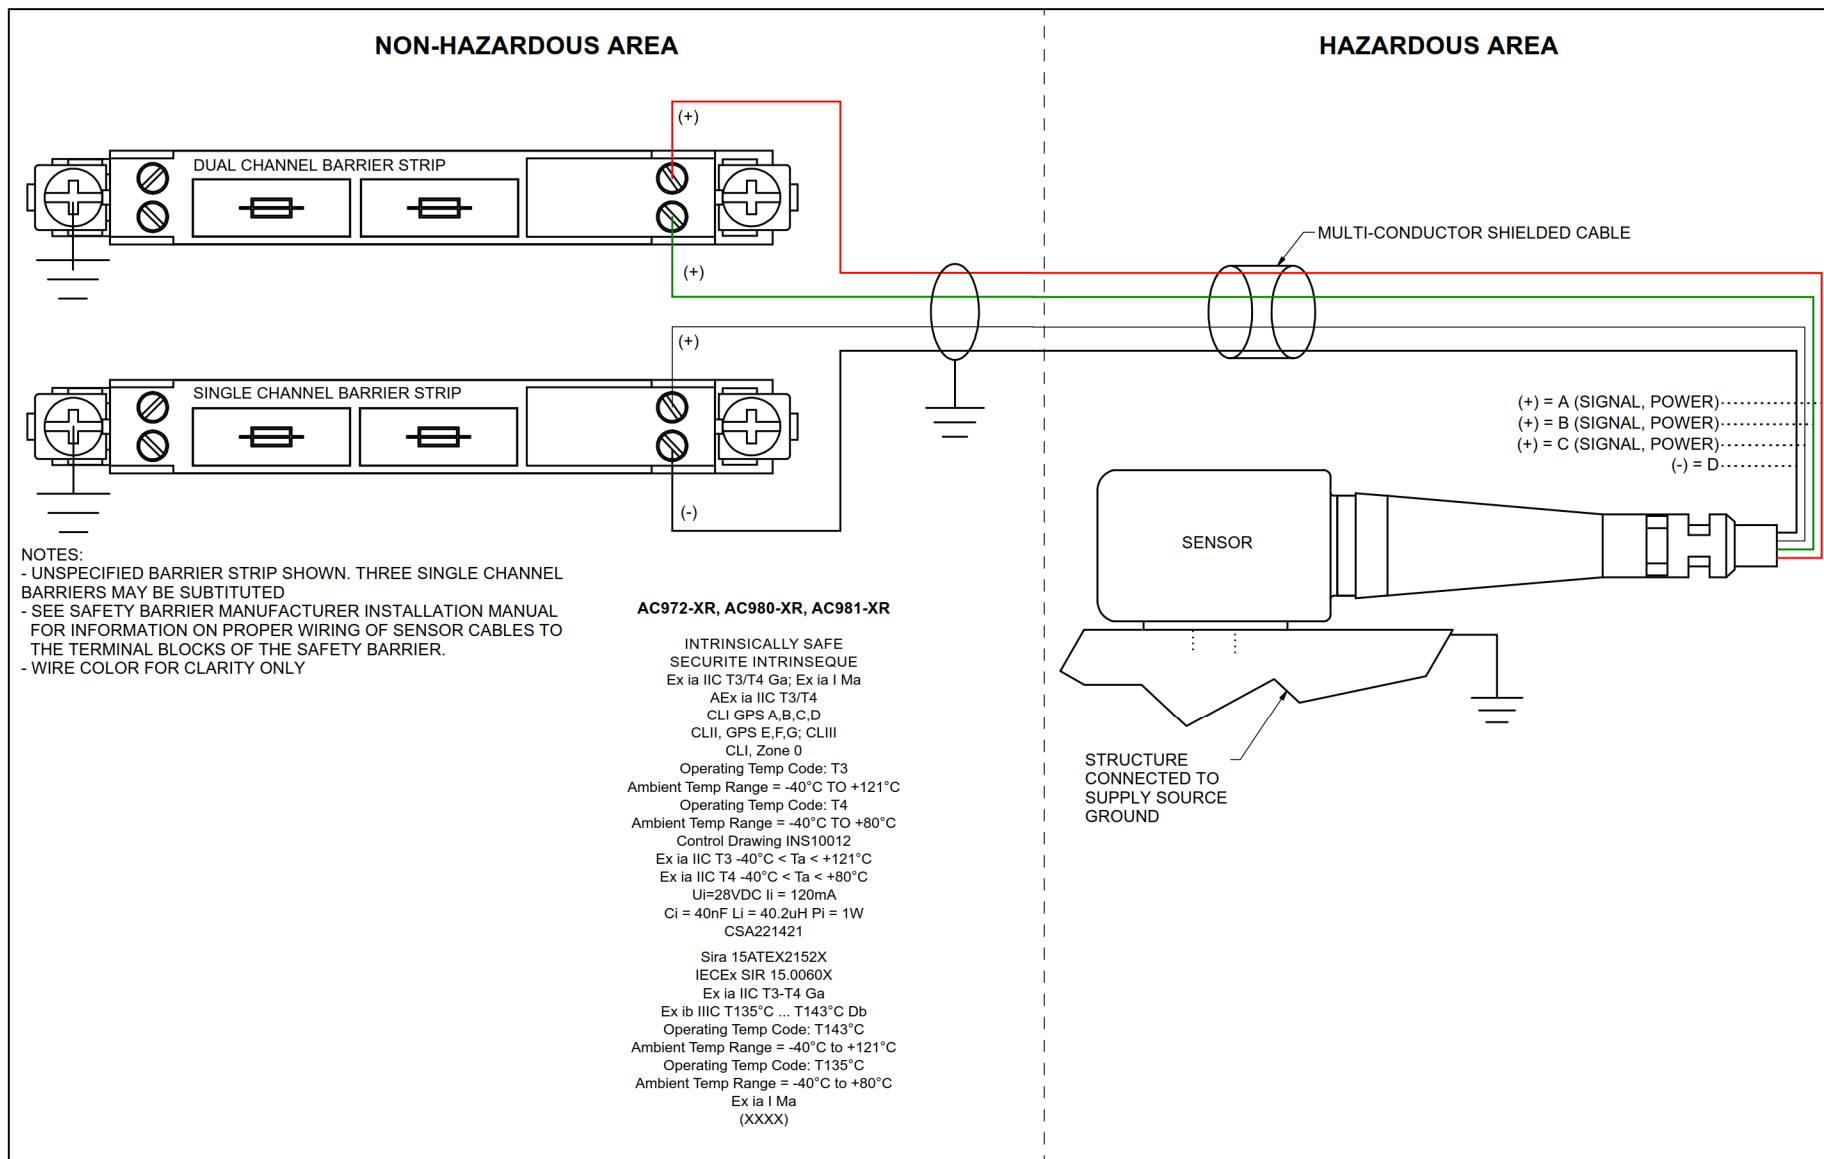 NON-HAZARDOUS AREA
HAZARDOUS AREA
(+)
DUAL CHANNEL BARRIER STRIP
(+)
MULTI-CONDUCTOR SHIELDED CABLE
(+)
SINGLE CHANNEL BARRIER STRIP
(-)
(+) = A (SIGNAL, POWER)
(+) = B (SIGNAL, POWER)
(+) = C (SIGNAL, POWER)
(-) = D
SENSOR
STRUCTURE
CONNECTED TO
SUPPLY SOURCE
GROUND
NOTES:
- UNSPECIFIED BARRIER STRIP SHOWN. THREE SINGLE CHANNEL
BARRIERS MAY BE SUBTITUTED
- SEE SAFETY BARRIER MANUFACTURER INSTALLATION MANUAL
FOR INFORMATION ON PROPER WIRING OF SENSOR CABLES TO
THE TERMINAL BLOCKS OF THE SAFETY BARRIER.
- WIRE COLOR FOR CLARITY ONLY
AC972-XR, AC980-XR, AC981-XR
INTRINSICALLY SAFE
SECURITE INTRINSEQUE
Ex ia IIC T3/T4 Ga; Ex ia I Ma
AEx ia IIC T3/T4
CLI GPS A,B,C,D
CLII, GPS E,F,G; CLIII
CLI, Zone 0
Operating Temp Code: T3
Ambient Temp Range = -40°C TO +121°C
Operating Temp Code: T4
Ambient Temp Range = -40°C TO +80°C
Control Drawing INS10012
Ex ia IIC T3 -40°C < Ta < +121°C
Ex ia IIC T4 -40°C < Ta < +80°C
Ui=28VDC Ii = 120mA
Ci = 40nF Li = 40.2uH Pi = 1W
CSA221421
Sira 15ATEX2152X
IECEx SIR 15.0060X
Ex ia IIC T3-T4 Ga
Ex ib IIIC T135°C ... T143°C Db
Operating Temp Code: T143°C
Ambient Temp Range = -40°C to +121°C
Operating Temp Code: T135°C
Ambient Temp Range = -40°C to +80°C
Ex ia I Ma
(XXXX)